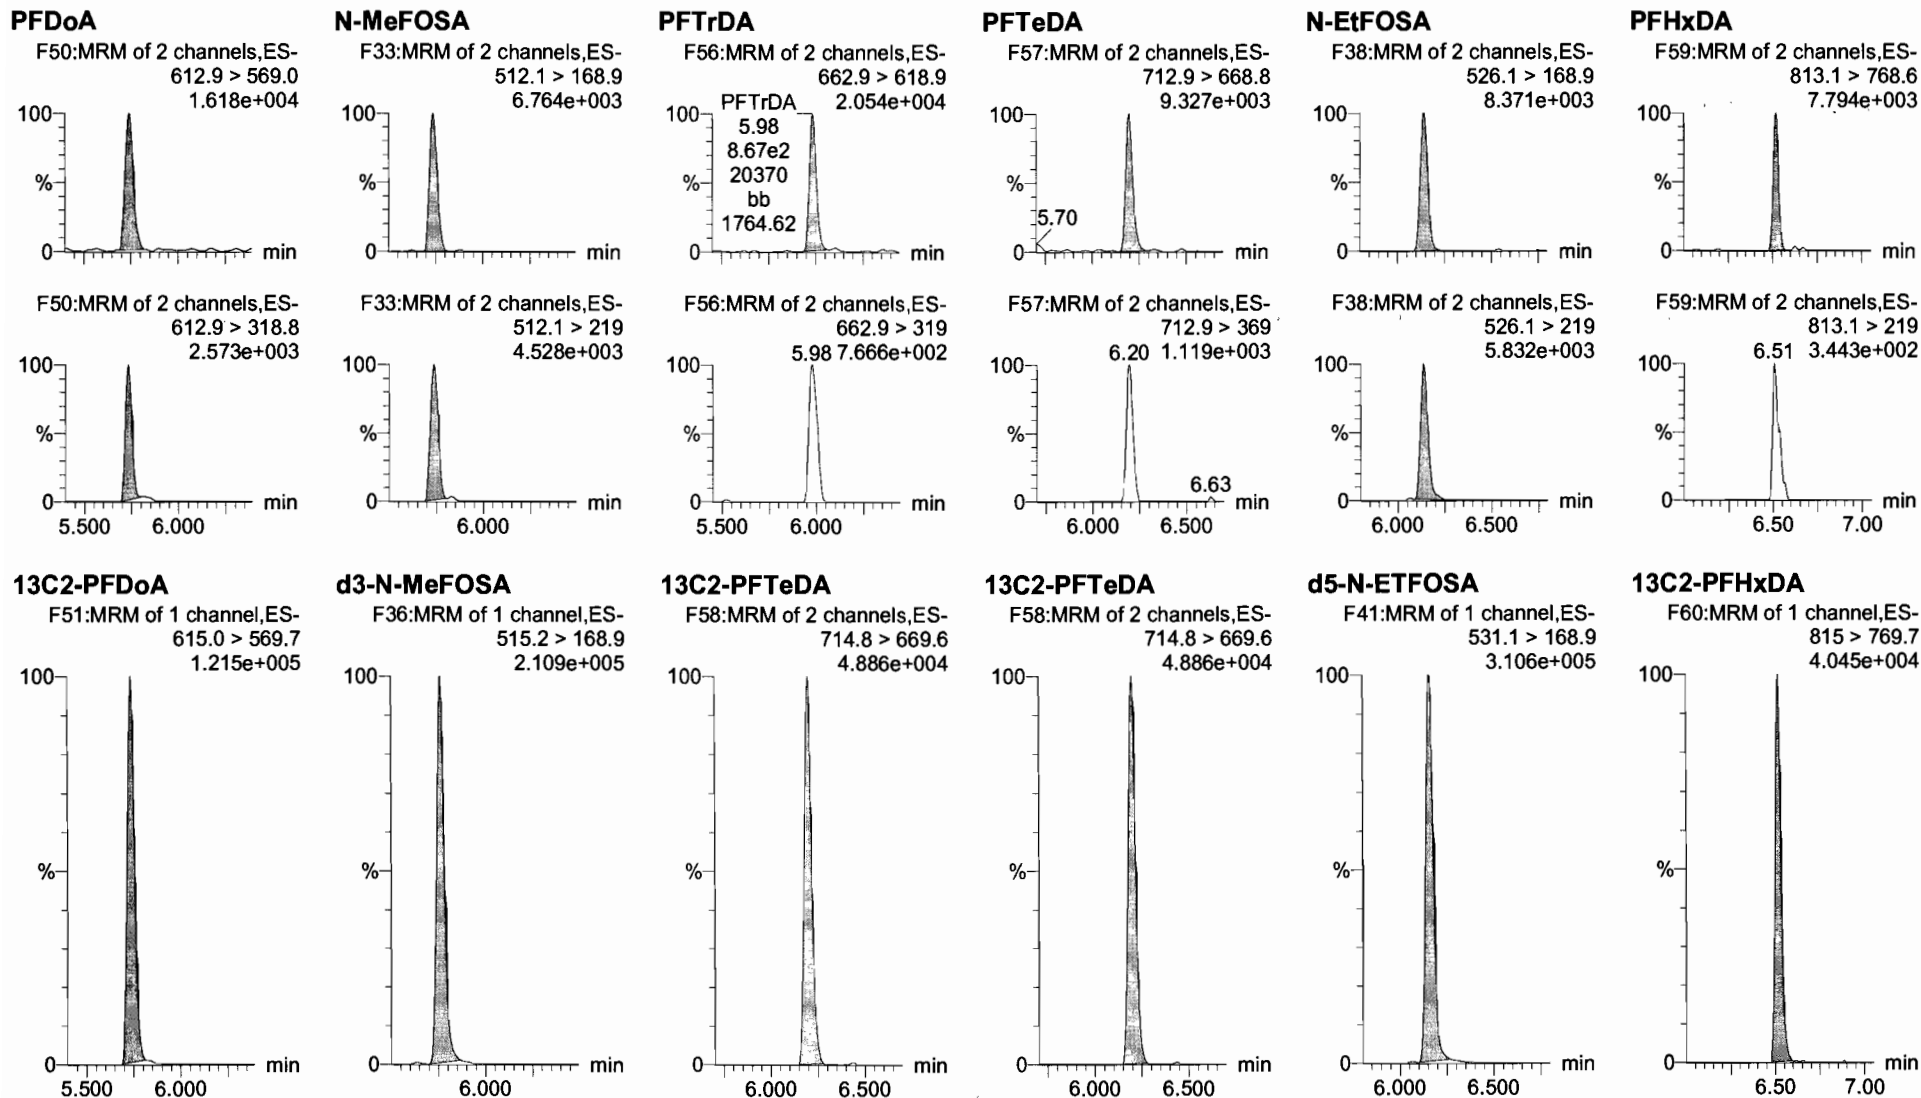 PFDoA
F50:MRM of 2 channels,ES-
612.9 > 569.0
1.618e+004
100
%
0
min
N-MeFOSA
F33:MRM of 2 channels,ES-
512.1 > 168.9
6.764e+003
100
%
0
min
PFTrDA
F56:MRM of 2 channels,ES-
662.9 > 618.9
2.054e+004
PFTrDA
5.98
8.67e2
20370
bb
1764.62
100
%
0
min
PFTeDA
F57:MRM of 2 channels,ES-
712.9 > 668.8
9.327e+003
100
%
5.70
0
min
N-EtFOSA
F38:MRM of 2 channels,ES-
526.1 > 168.9
8.371e+003
100
%
0
min
PFHxDA
F59:MRM of 2 channels,ES-
813.1 > 768.6
7.794e+003
100
%
0
min
F50:MRM of 2 channels,ES-
612.9 > 318.8
2.573e+003
100
%
0
min
5.500 6.000
F33:MRM of 2 channels,ES-
512.1 > 219
4.528e+003
100
%
0
min
6.000
F56:MRM of 2 channels,ES-
662.9 > 319
5.98 7.666e+002
100
%
0
min
5.500 6.000
F57:MRM of 2 channels,ES-
712.9 > 369
6.20 1.119e+003
100
%
6.63
0
min
6.000 6.500
F38:MRM of 2 channels,ES-
526.1 > 219
5.832e+003
100
%
0
min
6.000 6.500
F59:MRM of 2 channels,ES-
813.1 > 219
6.51 3.443e+002
100
%
0
min
6.50 7.00
13C2-PFDoA
F51:MRM of 1 channel,ES-
615.0 > 569.7
1.215e+005
100
%
0
min
5.500 6.000
d3-N-MeFOSA
F36:MRM of 1 channel,ES-
515.2 > 168.9
2.109e+005
100
%
0
min
6.000
13C2-PFTeDA
F58:MRM of 2 channels,ES-
714.8 > 669.6
4.886e+004
100
%
0
min
6.000 6.500
13C2-PFTeDA
F58:MRM of 2 channels,ES-
714.8 > 669.6
4.886e+004
100
%
0
min
6.000 6.500
d5-N-ETFOSA
F41:MRM of 1 channel,ES-
531.1 > 168.9
3.106e+005
100
%
0
min
6.000 6.500
13C2-PFHxDA
F60:MRM of 1 channel,ES-
815 > 769.7
4.045e+004
100
%
0
min
6.50 7.00